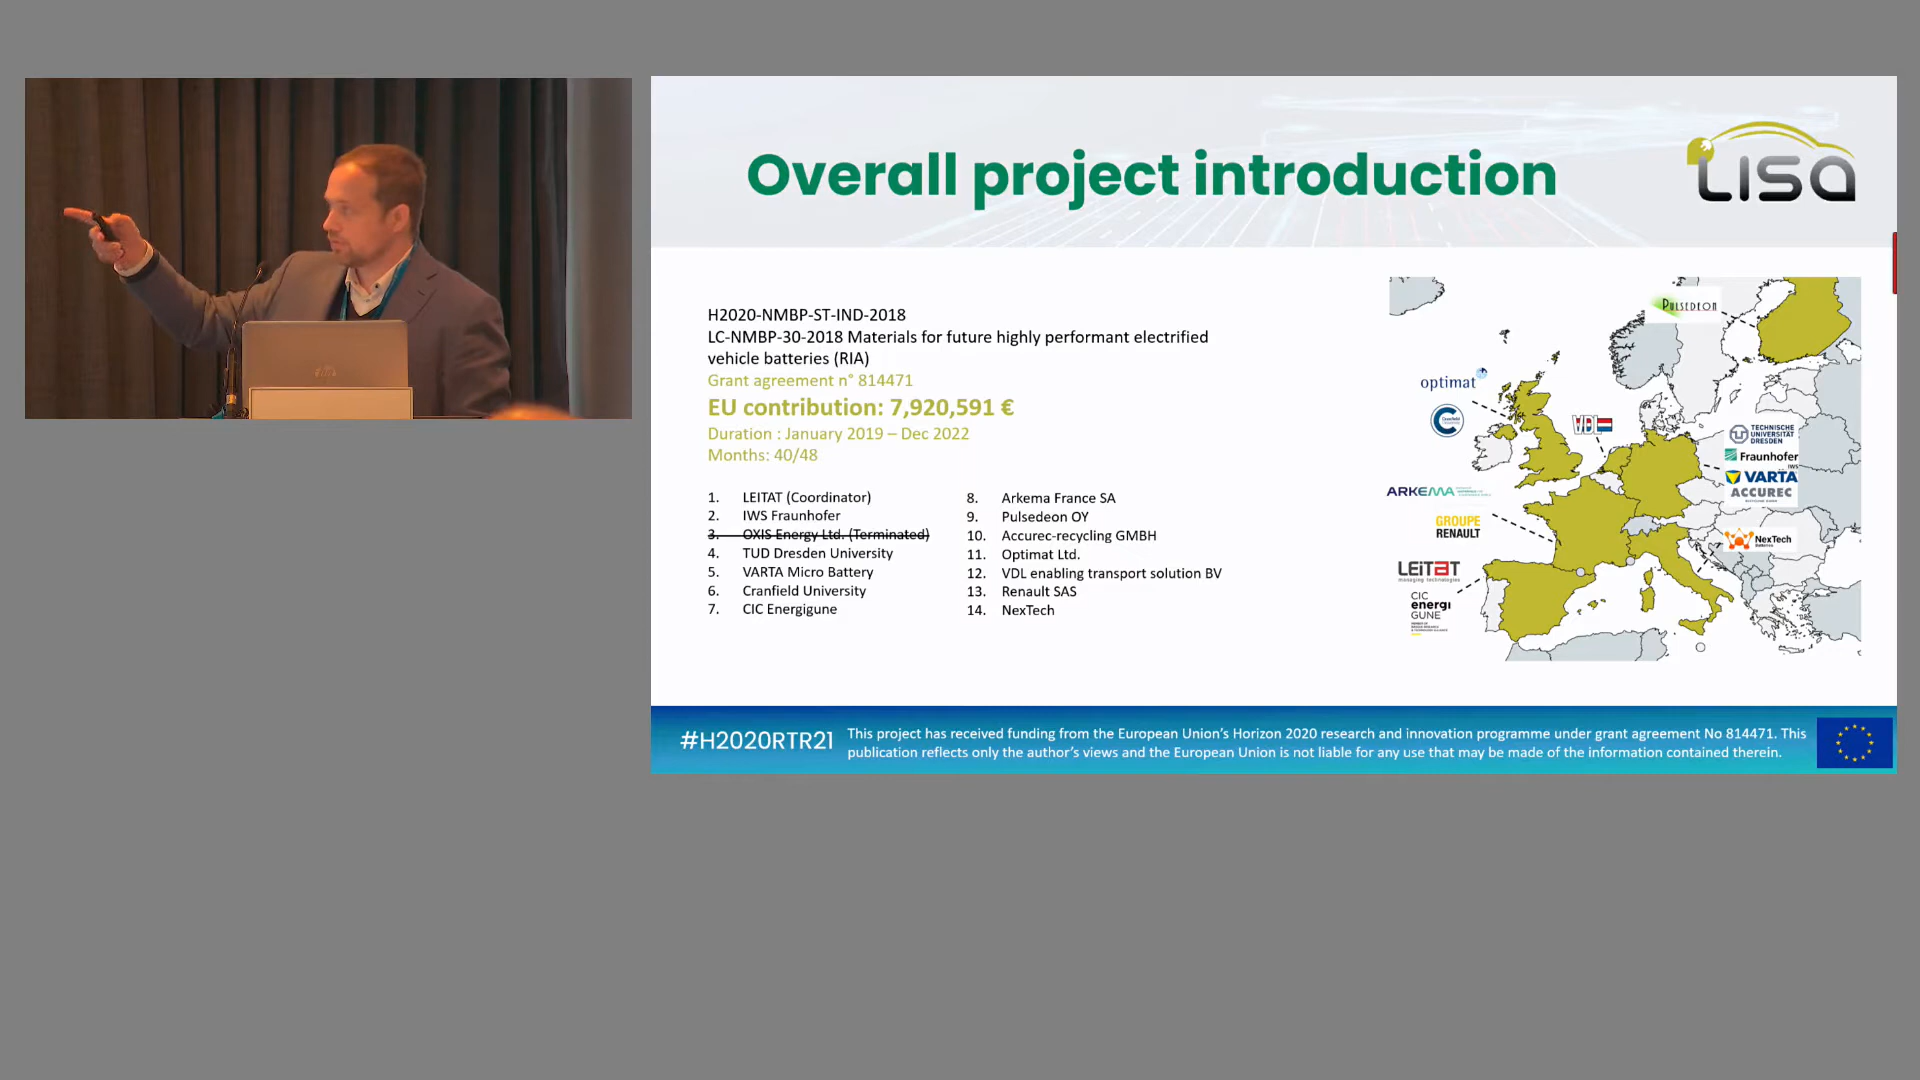 Overall project introduction
LISA
H2020-NMBP-ST-IND-2018
LC-NMBP-30-2018 Materials for future highly performant electrified
vehicle batteries (RIA)
Grant agreement n° 814471
EU contribution: 7,920,591 €
Duration : January 2019 – Dec 2022
Months: 40/48
1. LEITAT (Coordinator)
2. IWS Fraunhofer
3. OXIS Energy Ltd. (Terminated)
4. TUD Dresden University
5. VARTA Micro Battery
6. Cranfield University
7. CIC Energigune
8. Arkema France SA
9. Pulsedeon OY
10. Accurec-recycling GMBH
11. Optimat Ltd.
12. VDL enabling transport solution BV
13. Renault SAS
14. NexTech
PULSEDEON
optimat
VDL
TECHNISCHE
UNIVERSITÄT
DRESDEN
Fraunhofer
IWS
VARTA
ACCUREC
ARKEMA
GROUPE
RENAULT
NexTech
LEITAT
managing technologies
CIC
energi
GUNE
#H2020RTR21
This project has received funding from the European Union's Horizon 2020 research and innovation programme under grant agreement No 814471. This
publication reflects only the author's views and the European Union is not liable for any use that may be made of the information contained therein.